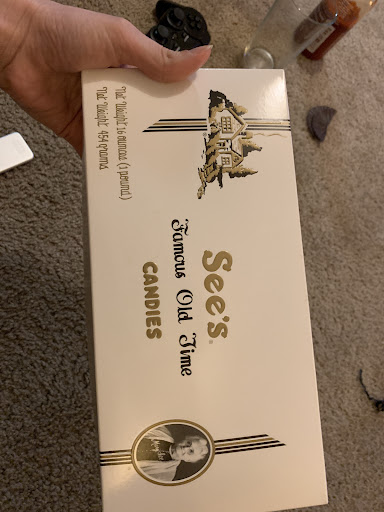 See's®
Famous Old Time
CANDIES
Net Weight 16 ounces (1 pound)
Net Weight 454 grams